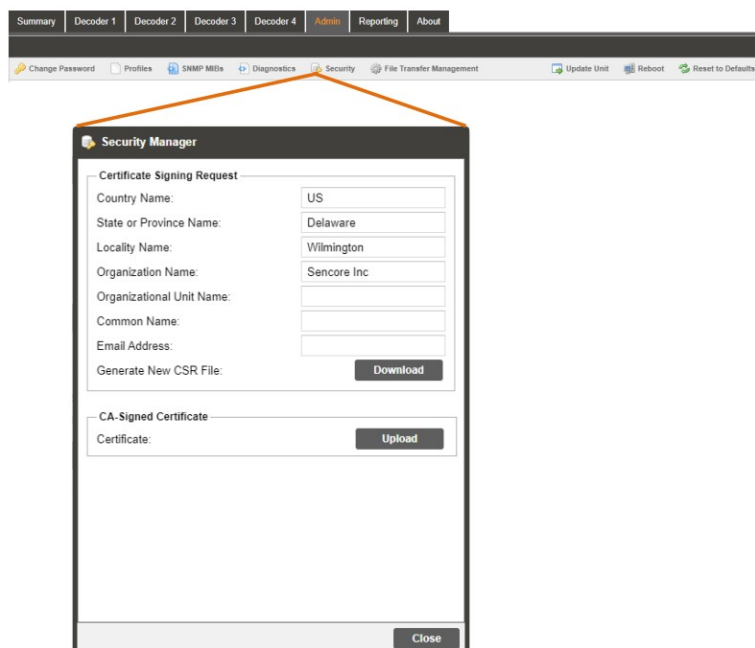 Summary Decoder 1 Decoder 2 Decoder 3 Decoder 4 Admin Reporting About
Change Password Profiles SNMP MIBs Diagnostics Security File Transfer Management Update Unit Reboot Reset to Defaults
Security Manager
Certificate Signing Request
Country Name: US
State or Province Name: Delaware
Locality Name: Wilmington
Organization Name: Sencore Inc
Organizational Unit Name:
Common Name:
Email Address:
Generate New CSR File: Download
CA-Signed Certificate
Certificate: Upload
Close